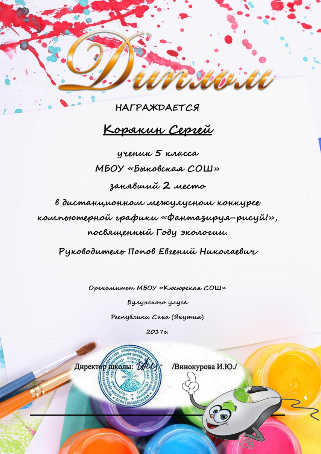 Диплом
НАГРАЖДАЕТСЯ
Корякин Сергей
ученик 5 класса
МБОУ «Быковская СОШ»
занявший 2 место
в дистанционном межулусном конкурсе
компьютерной графики «Фантазируя-рисуй!»,
посвященный Году экологии.
Руководитель Попов Евгений Николаевич
Оргкомитет МБОУ «Кюсюрская СОШ»
Булунского улуса
Республики Саха (Якутия)
2017г.
Директор школы: /Винокурова И.Ю./